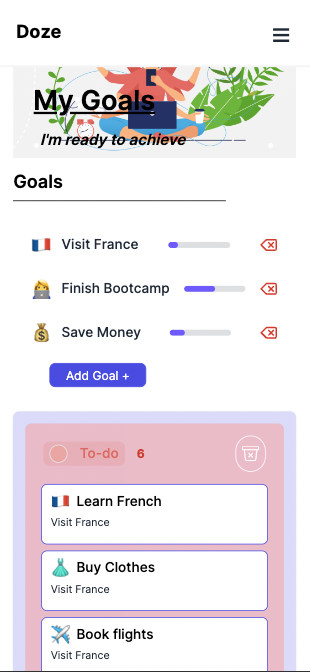 Doze
My Goals
I'm ready to achieve
Goals
Visit France
Finish Bootcamp
Save Money
Add Goal +
To-do 6
Learn French
Visit France
Buy Clothes
Visit France
Book flights
Visit France